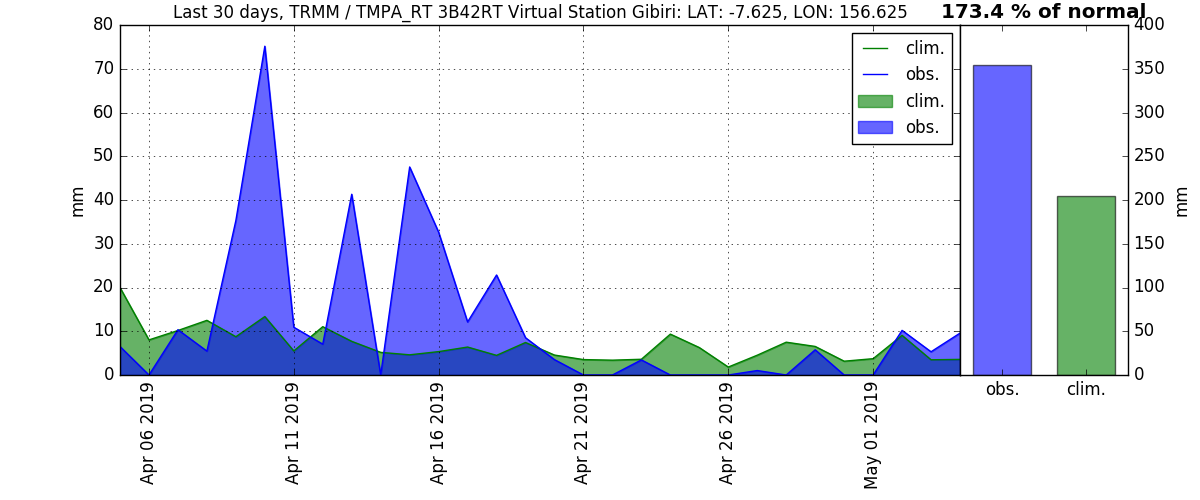 Last 30 days, TRMM / TMPA_RT 3B42RT Virtual Station Gibiri: LAT: -7.625, LON: 156.625
173.4 % of normal
80
70
60
50
40
30
20
10
0
mm
clim.
obs.
clim.
obs.
Apr 06 2019
Apr 11 2019
Apr 16 2019
Apr 21 2019
Apr 26 2019
May 01 2019
400
350
300
250
200
150
100
50
0
mm
obs.
clim.